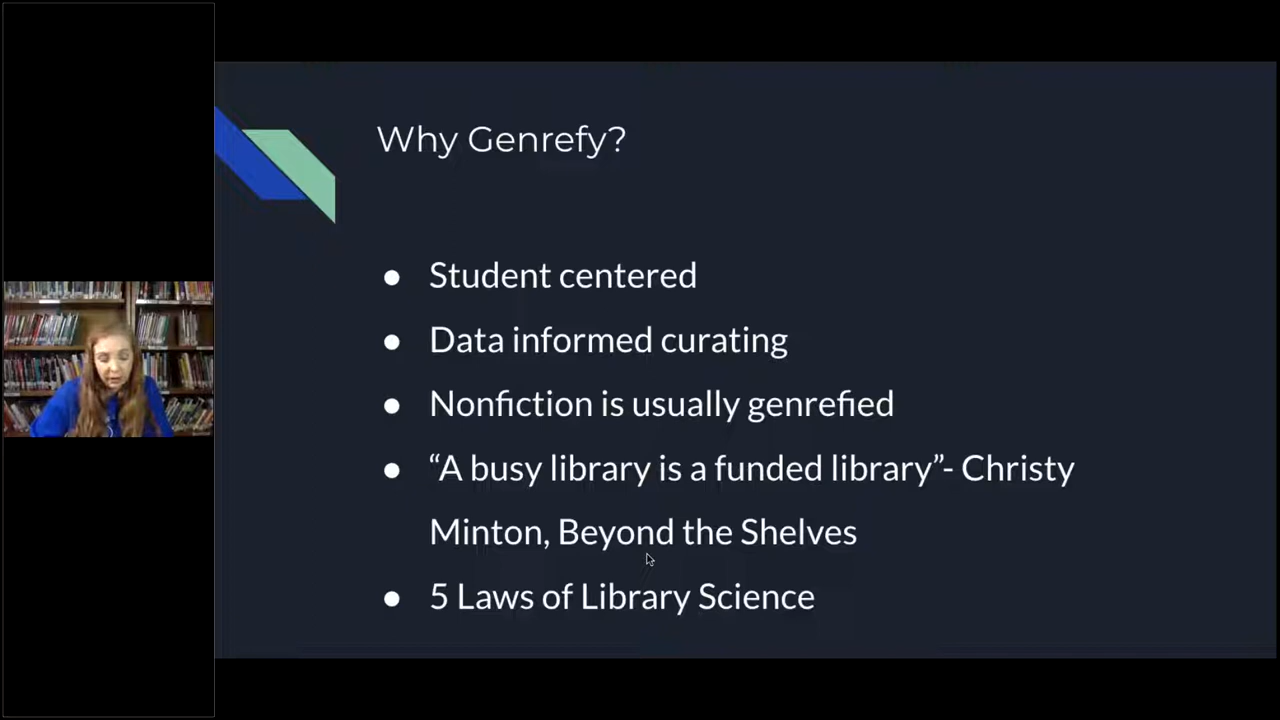 Why Genrefy?
● Student centered
● Data informed curating
● Nonfiction is usually genrefied
● “A busy library is a funded library”- Christy
Minton, Beyond the Shelves
● 5 Laws of Library Science